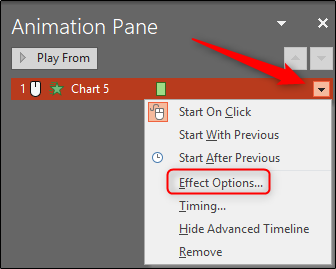 Animation Pane
Play From
1 Chart 5
Start On Click
Start With Previous
Start After Previous
Effect Options...
Timing...
Hide Advanced Timeline
Remove